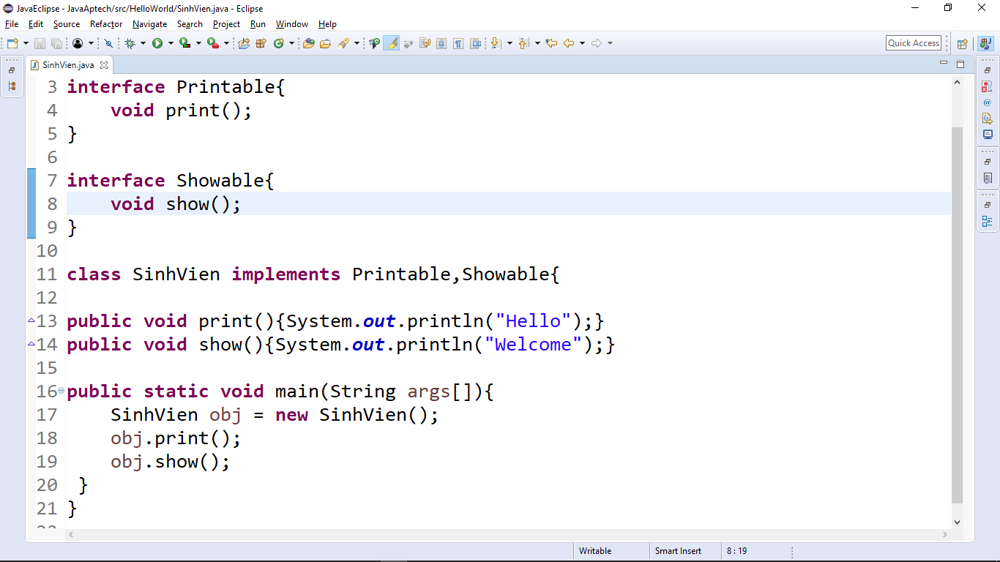 JavaEclipse - JavaAptech/src/HelloWorld/SinhVien.java - Eclipse
File Edit Source Refactor Navigate Search Project Run Window Help
Quick Access
SinhVien.java
3 interface Printable{
4     void print();
5 }
6
7 interface Showable{
8     void show();
9 }
10
11 class SinhVien implements Printable,Showable{
12
13 public void print(){System.out.println("Hello");}
14 public void show(){System.out.println("Welcome");}
15
16 public static void main(String args[]){
17     SinhVien obj = new SinhVien();
18     obj.print();
19     obj.show();
20  }
21 }
Writable Smart Insert 8 : 19